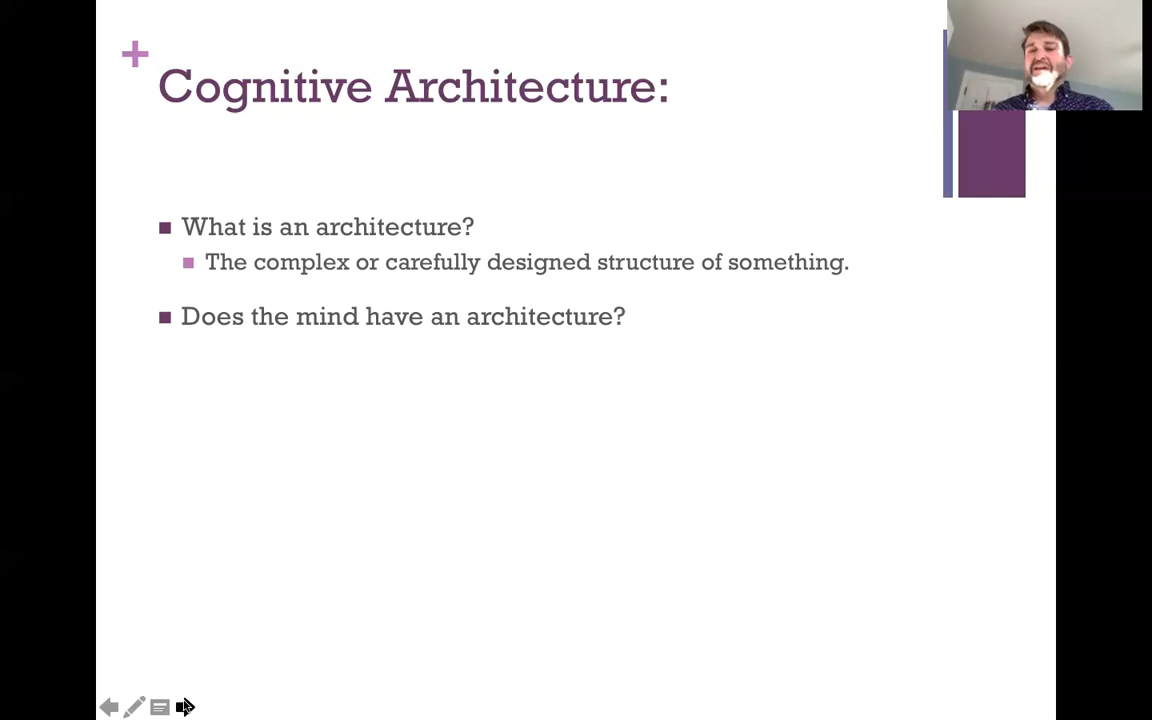 Cognitive Architecture:
What is an architecture?
The complex or carefully designed structure of something.
Does the mind have an architecture?